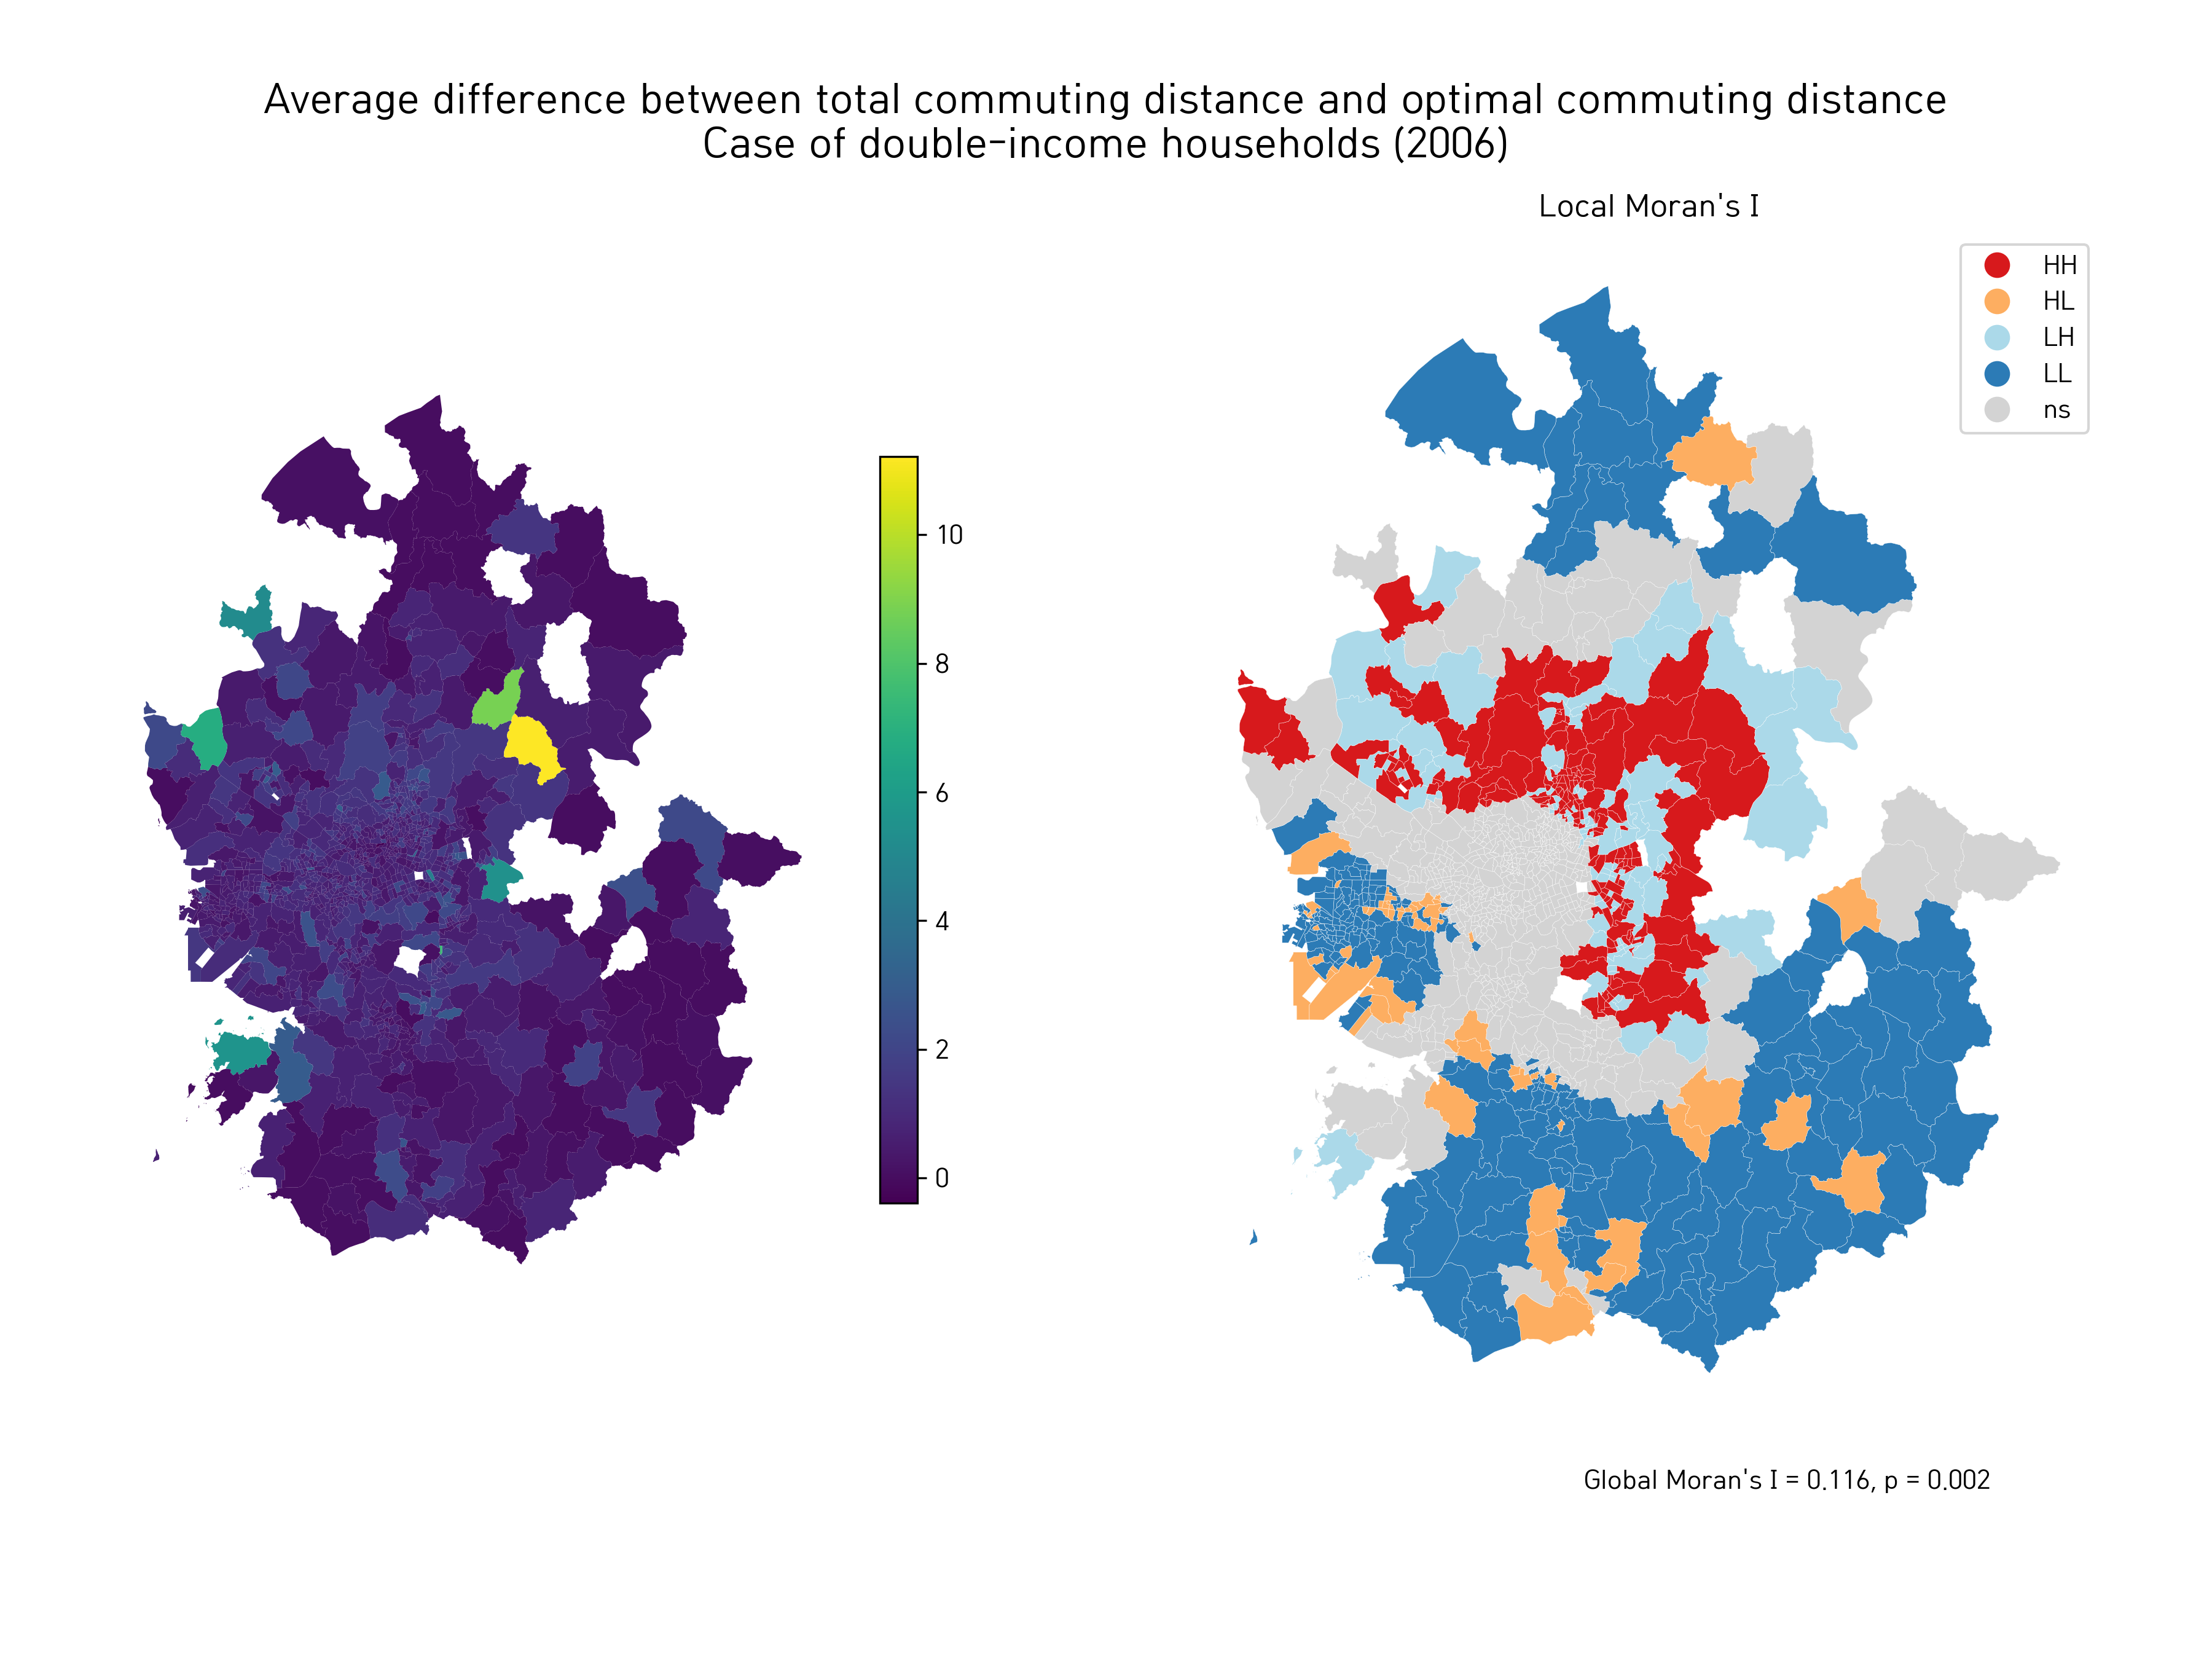 Average difference between total commuting distance and optimal commuting distance
Case of double-income households (2006)
Local Moran's I
HH
HL
LH
LL
ns
10
8
6
4
2
0
Global Moran's I = 0.116, p = 0.002